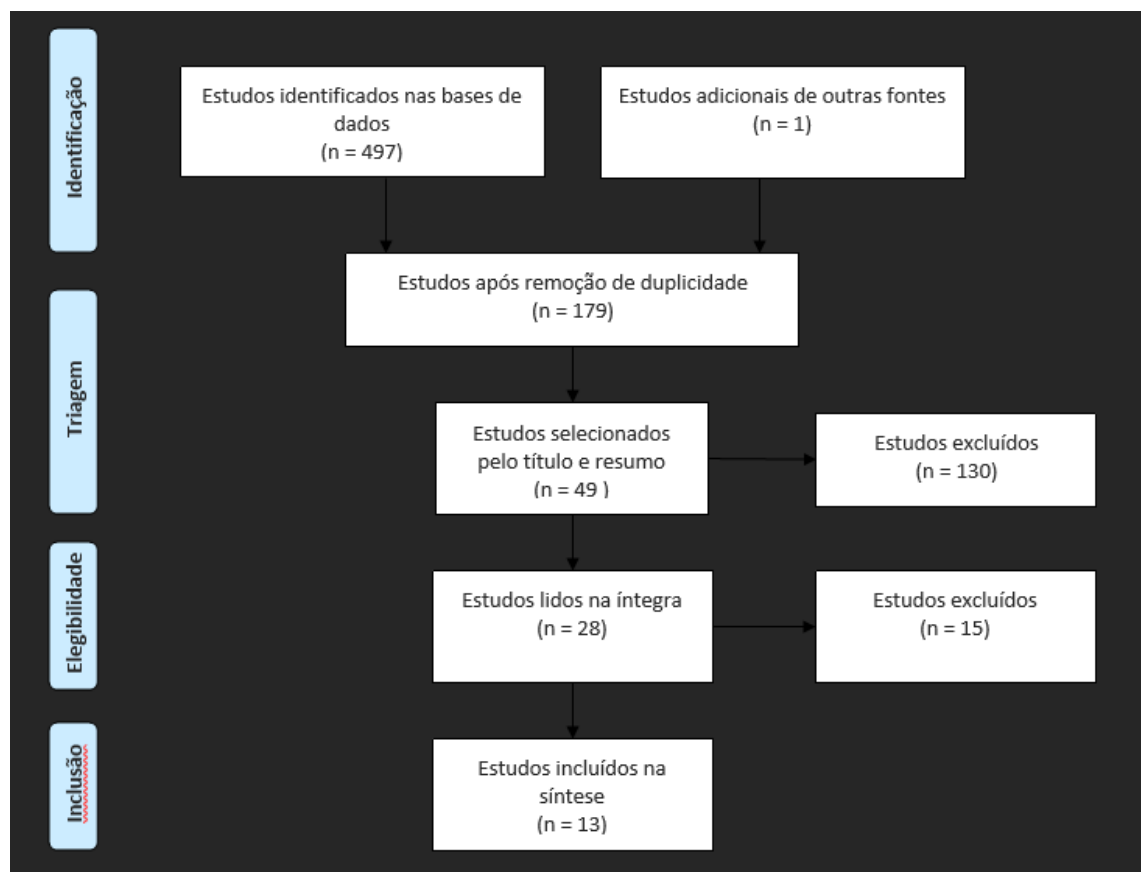 Identificação
Estudos identificados nas bases de
dados
(n = 497)
Estudos adicionais de outras fontes
(n = 1)
Estudos após remoção de duplicidade
(n = 179)
Triagem
Estudos selecionados
pelo título e resumo
(n = 49 )
Estudos excluídos
(n = 130)
Elegibilidade
Estudos lidos na íntegra
(n = 28)
Estudos excluídos
(n = 15)
Inclusão
Estudos incluídos na
síntese
(n = 13)